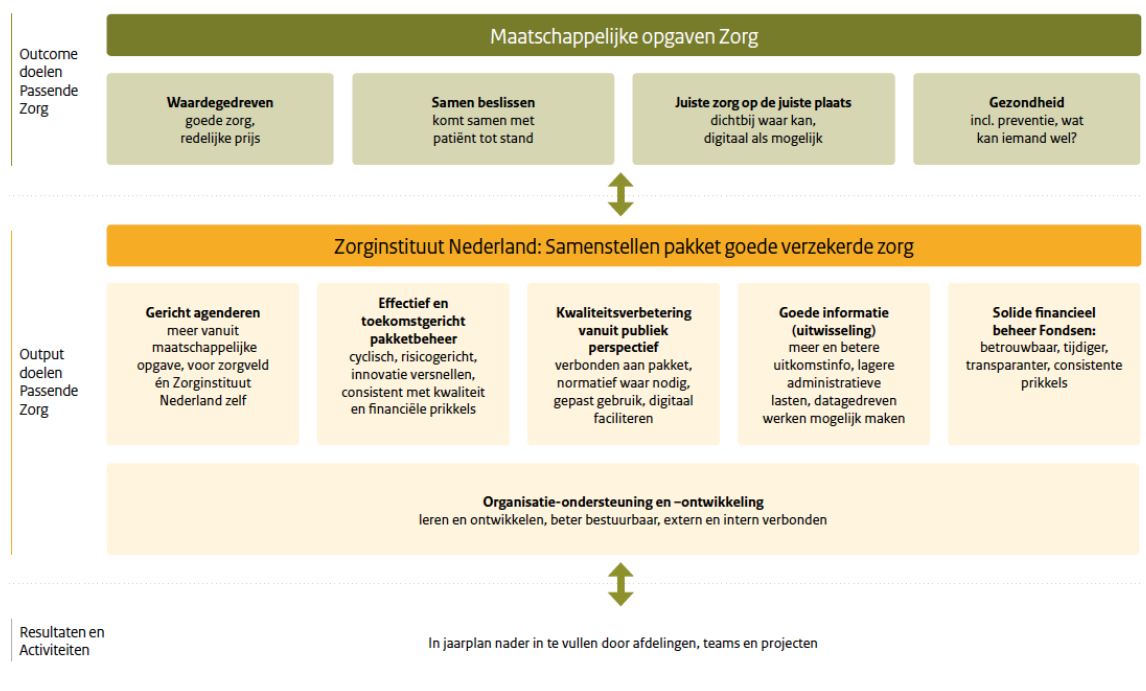 Outcome
doelen
Passende
Zorg
Maatschappelijke opgaven Zorg
Waardegedreven
goede zorg,
redelijke prijs
Samen beslissen
komt samen met
patiënt tot stand
Juiste zorg op de juiste plaats
dichtbij waar kan,
digitaal als mogelijk
Gezondheid
incl. preventie, wat
kan iemand wel?
Output
doelen
Passende
Zorg
Zorginstituut Nederland: Samenstellen pakket goede verzekerde zorg
Gericht agenderen
meer vanuit
maatschappelijke
opgave, voor zorgveld
én Zorginstituut
Nederland zelf
Effectief en
toekomstgericht
pakketbeheer
cyclisch, risicogericht,
innovatie versnellen,
consistent met kwaliteit
en financiële prikkels
Kwaliteitsverbetering
vanuit publiek
perspectief
verbonden aan pakket,
normatief waar nodig,
gepast gebruik, digitaal
faciliteren
Goede informatie
(uitwisseling)
meer en betere
uitkomstinfo, lagere
administratieve
lasten, datagedreven
werken mogelijk maken
Solide financieel
beheer Fondsen:
betrouwbaar, tijdiger,
transparanter, consistente
prikkels
Organisatie-ondersteuning en –ontwikkeling
leren en ontwikkelen, beter bestuurbaar, extern en intern verbonden
Resultaten en
Activiteiten
In jaarplan nader in te vullen door afdelingen, teams en projecten